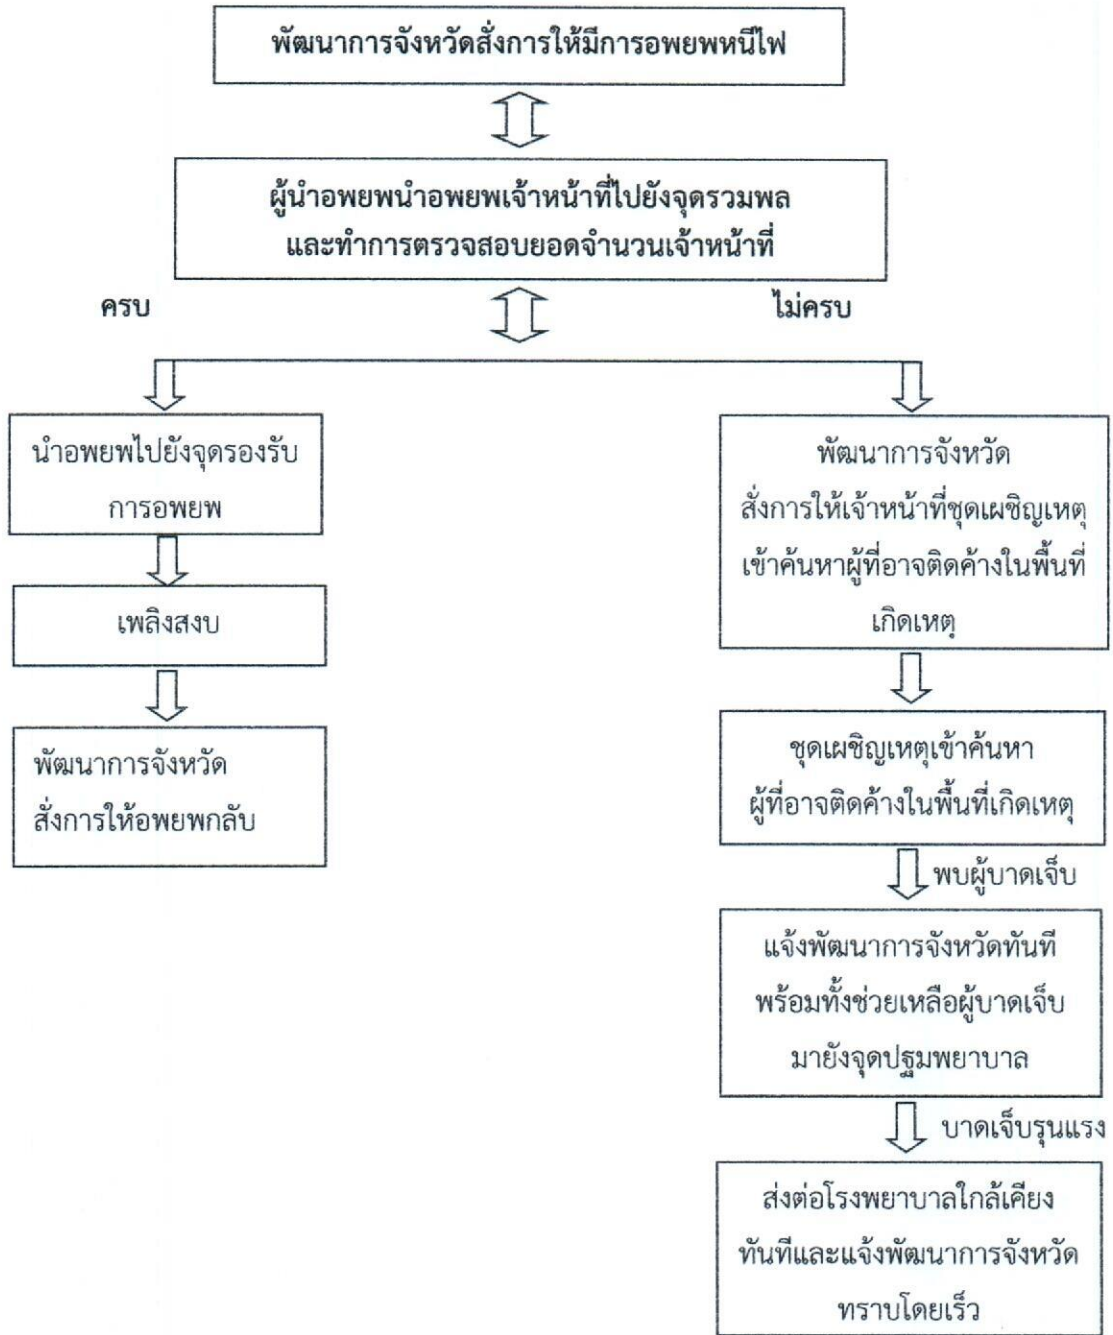 พัฒนาการจังหวัดสั่งการให้มีการอพยพหนีไฟ
ผู้นำอพยพนำอพยพเจ้าหน้าที่ไปยังจุดรวมพล
และทำการตรวจสอบยอดจำนวนเจ้าหน้าที่
ครบ
ไม่ครบ
นำอพยพไปยังจุดรองรับ
การอพยพ
เพลิงสงบ
พัฒนาการจังหวัด
สั่งการให้อพยพกลับ
พัฒนาการจังหวัด
สั่งการให้เจ้าหน้าที่ชุดเผชิญเหตุ
เข้าค้นหาผู้ที่อาจติดค้างในพื้นที่
เกิดเหตุ
ชุดเผชิญเหตุเข้าค้นหา
ผู้ที่อาจติดค้างในพื้นที่เกิดเหตุ
พบผู้บาดเจ็บ
แจ้งพัฒนาการจังหวัดทันที
พร้อมทั้งช่วยเหลือผู้บาดเจ็บ
มายังจุดปฐมพยาบาล
บาดเจ็บรุนแรง
ส่งต่อโรงพยาบาลใกล้เคียง
ทันทีและแจ้งพัฒนาการจังหวัด
ทราบโดยเร็ว